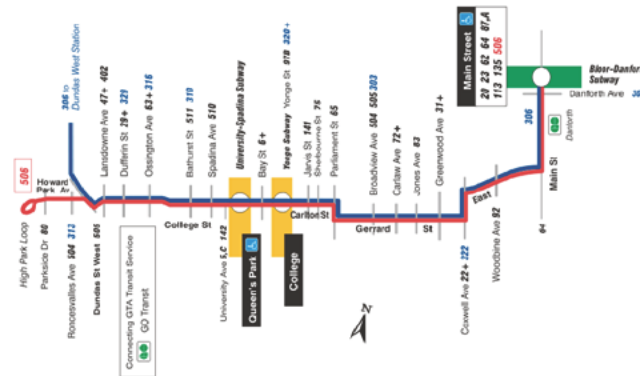 506
High Park Loop
Howard
Park Av
306 to
Dundas West Station
Parkside Dr 80
Roncesvalles Ave 504 313
Dundas St West 505
Lansdowne Ave 47+ 402
Dufferin St 29+ 329
Ossington Ave 63+ 316
Bathurst St 511 310
Spadina Ave 510
College St
University-Spadina Subway
University Ave 5,C 142
Queen's Park
Bay St 6+
Yonge Subway Yonge St 97B 320+
College
Carlton St
Jarvis St 141
Sherbourne St 75
Parliament St 65
Gerrard St
Broadview Ave 504 505 303
Carlaw Ave 72+
Jones Ave 83
Greenwood Ave 31+
Coxwell Ave 22+ 322
East
Woodbine Ave 92
Main St
64
306
Danforth
Main Street
20 23 62 64 87,A
113 135 506
Bloor-Danfor
Subway
Danforth Ave
Connecting GTA Transit Service
GO Transit
N